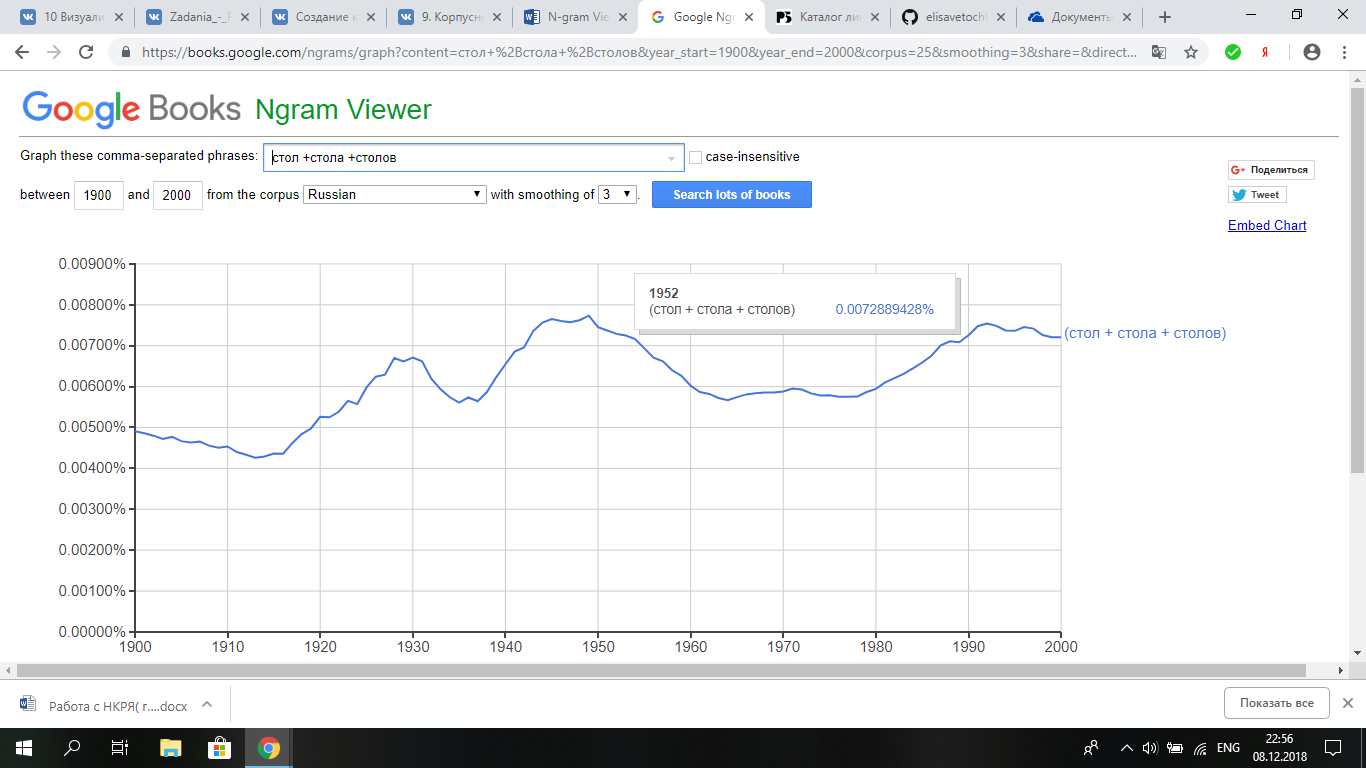 10 Визуали
Zadania_-_F
Создание к
9. Корпусн
N-gram Vie
Google Ngr
Каталог ли
elisavetochk
Документы
https://books.google.com/ngrams/graph?content=стол+%2Bстола+%2Bстолов&year_start=1900&year_end=2000&corpus=25&smoothing=3&share=&direct...
Google Books Ngram Viewer
Graph these comma-separated phrases: стол +стола +столов case-insensitive
between 1900 and 2000 from the corpus Russian with smoothing of 3 . Search lots of books
G+ Поделиться
Tweet
Embed Chart
0.00900%
0.00800%
0.00700%
0.00600%
0.00500%
0.00400%
0.00300%
0.00200%
0.00100%
0.00000%
1952
(стол + стола + столов) 0.0072889428%
(стол + стола + столов)
1900 1910 1920 1930 1940 1950 1960 1970 1980 1990 2000
Работа с НКРЯ( г....docx
Показать все
ENG
22:56
08.12.2018